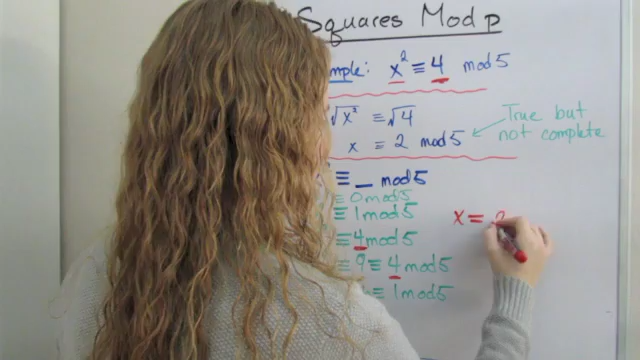 Squares Mod p
mple: x² ≡ 4 mod 5
√x² ≡ √4
x ≡ 2 mod 5
True but
not complete
≡ _ mod 5
≡ 0 mod 5
≡ 1 mod 5
≡ 4 mod 5
x =
≡ 9 ≡ 4 mod 5
≡ 1 mod 5